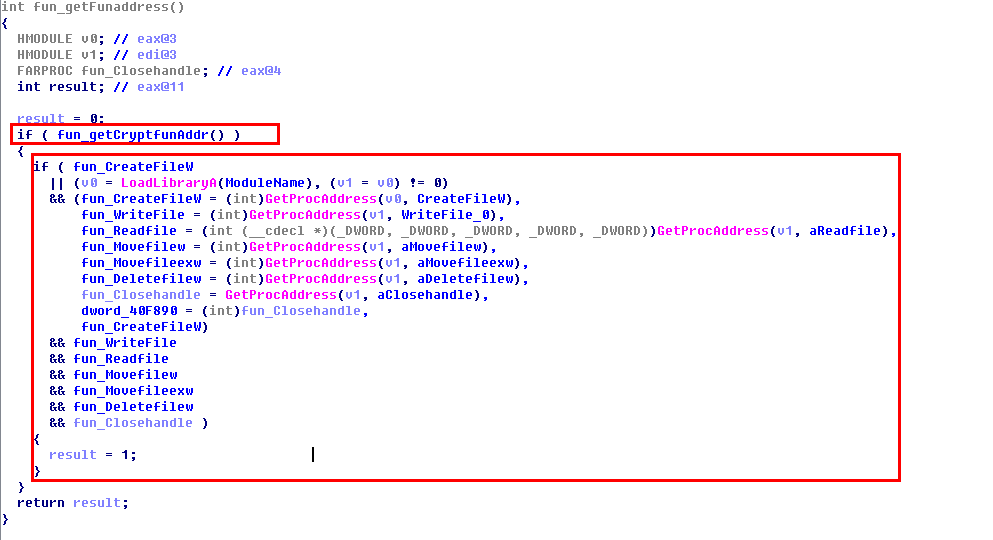 int fun_getFunaddress()
{
  HMODULE v0; // eax@3
  HMODULE v1; // edi@3
  FARPROC fun_Closehandle; // eax@4
  int result; // eax@11

  result = 0;
  if ( fun_getCryptfunAddr() )
  {
    if ( fun_CreateFileW
      || (v0 = LoadLibraryA(ModuleName), (v1 = v0) != 0)
      && (fun_CreateFileW = (int)GetProcAddress(v0, CreateFileW),
          fun_WriteFile = (int)GetProcAddress(v1, WriteFile_0),
          fun_Readfile = (int (__cdecl *)(_DWORD, _DWORD, _DWORD, _DWORD, _DWORD))GetProcAddress(v1, aReadfile),
          fun_Movefilew = (int)GetProcAddress(v1, aMovefilew),
          fun_Movefileexw = (int)GetProcAddress(v1, aMovefileexw),
          fun_Deletefilew = (int)GetProcAddress(v1, aDeletefilew),
          fun_Closehandle = GetProcAddress(v1, aClosehandle),
          dword_40F890 = (int)fun_Closehandle,
          fun_CreateFileW)
      && fun_WriteFile
      && fun_Readfile
      && fun_Movefilew
      && fun_Movefileexw
      && fun_Deletefilew
      && fun_Closehandle )
    {
      result = 1;
    }
  }
  return result;
}